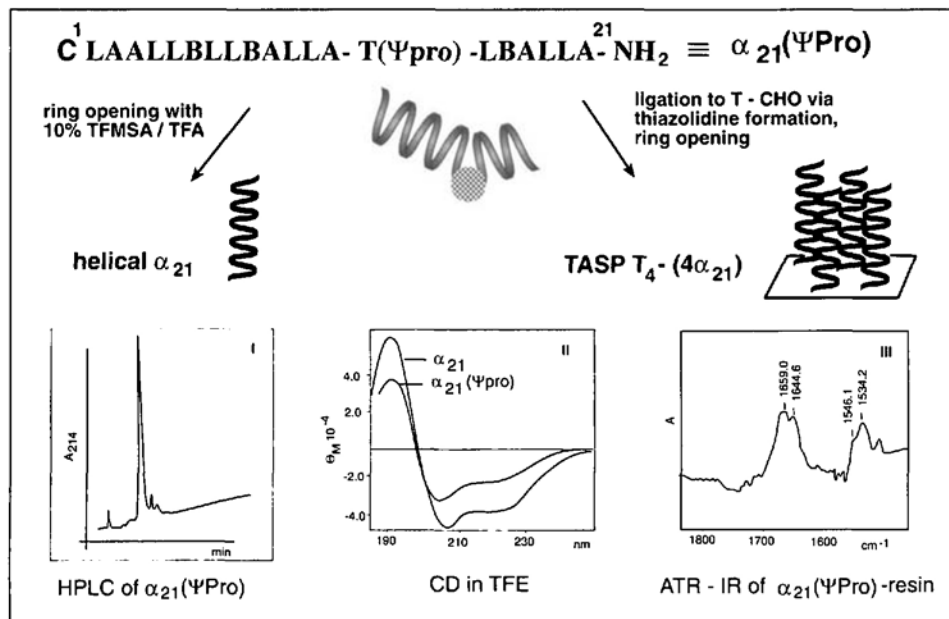 C¹LAALLBLLBALLA- T(Ψpro) -LBALLA-²¹NH₂ ≡ α₂₁(ΨPro)
ring opening with
10% TFMSA / TFA
ligation to T - CHO via
thiazolidine formation,
ring opening
helical α₂₁
TASP T₄- (4α₂₁)
I
A₂₁₄
min
HPLC of α₂₁(ΨPro)
II
α₂₁
α₂₁(Ψpro)
4.0
2.0
-2.0
-4.0
Θ_M 10⁻⁴
190
210
230
nm
CD in TFE
III
1659.0
1644.6
1546.1
1534.2
A
1800
1700
1600
cm⁻¹
ATR - IR of α₂₁(ΨPro) -resin